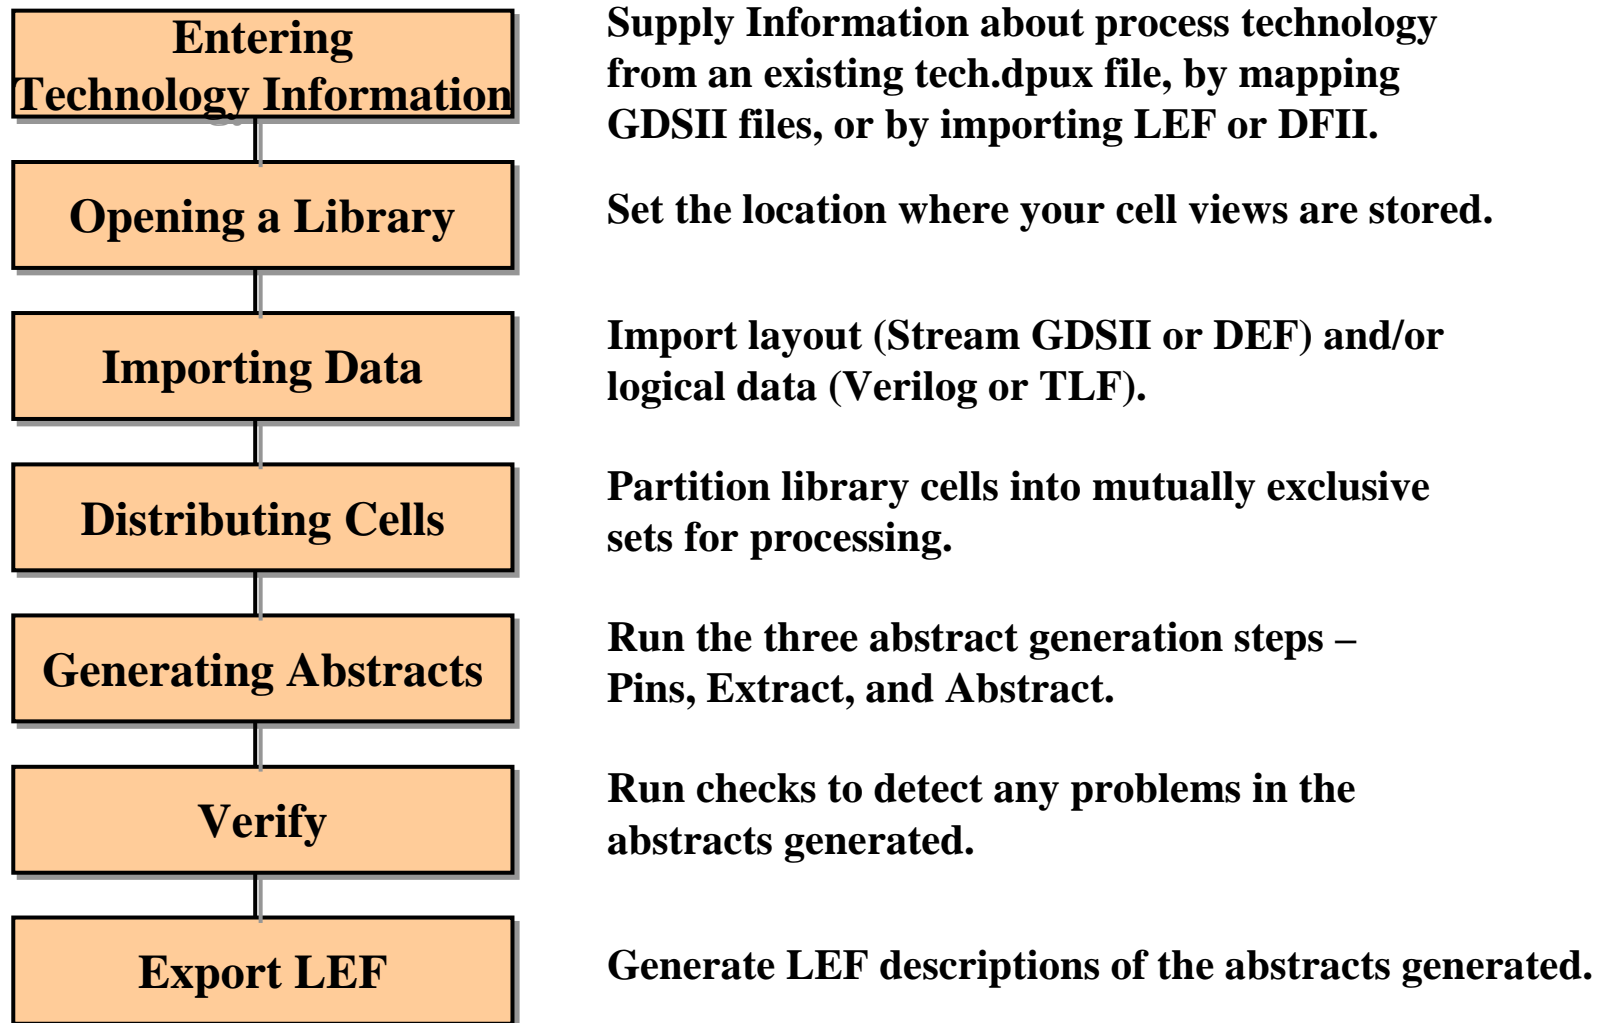 Entering
Technology Information
Supply Information about process technology
from an existing tech.dpux file, by mapping
GDSII files, or by importing LEF or DFII.
Opening a Library
Set the location where your cell views are stored.
Importing Data
Import layout (Stream GDSII or DEF) and/or
logical data (Verilog or TLF).
Distributing Cells
Partition library cells into mutually exclusive
sets for processing.
Generating Abstracts
Run the three abstract generation steps –
Pins, Extract, and Abstract.
Verify
Run checks to detect any problems in the
abstracts generated.
Export LEF
Generate LEF descriptions of the abstracts generated.